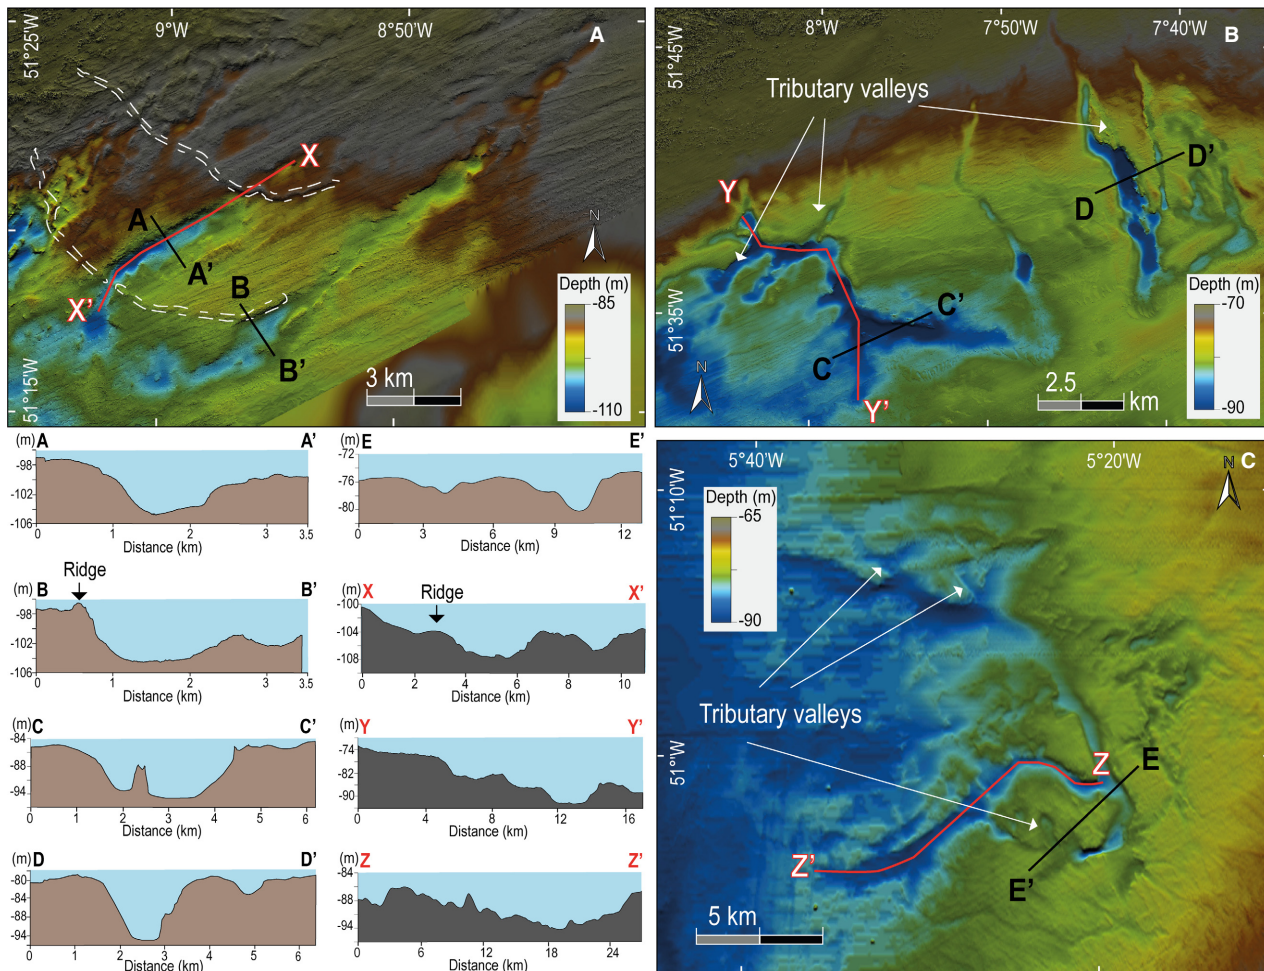 9°W
8°50'W
A
51°25'W
X
A
A'
B
X'
B'
N
Depth (m)
-85
-110
3 km
51°15'W
8°W
7°50'W
7°40'W
B
51°45'W
Tributary valleys
Y
D'
D
C'
C
51°35'W
N
Y'
2.5
km
Depth (m)
-70
-90
(m) A A'
-98
-102
-106
0 1 2 3 3.5
Distance (km)
(m) E E'
-72
-76
-80
0 3 6 9 12
Distance (km)
Ridge
(m) B B'
-98
-102
-106
0 1 2 3 3.5
Distance (km)
(m) X X'
-100
Ridge
-104
-108
0 2 4 6 8 10
Distance (km)
(m) C C'
-84
-88
-94
0 1 2 3 4 5 6
Distance (km)
(m) Y Y'
-74
-82
-90
0 4 8 12 16
Distance (km)
(m) D D'
-80
-84
-88
-94
0 1 2 3 4 5 6
Distance (km)
(m) Z Z'
-84
-88
-94
0 6 12 18 24
Distance (km)
5°40'W
5°20'W
C
N
51°10'W
Depth (m)
-65
-90
Tributary valleys
51°'W
Z
E
Z'
E'
5 km